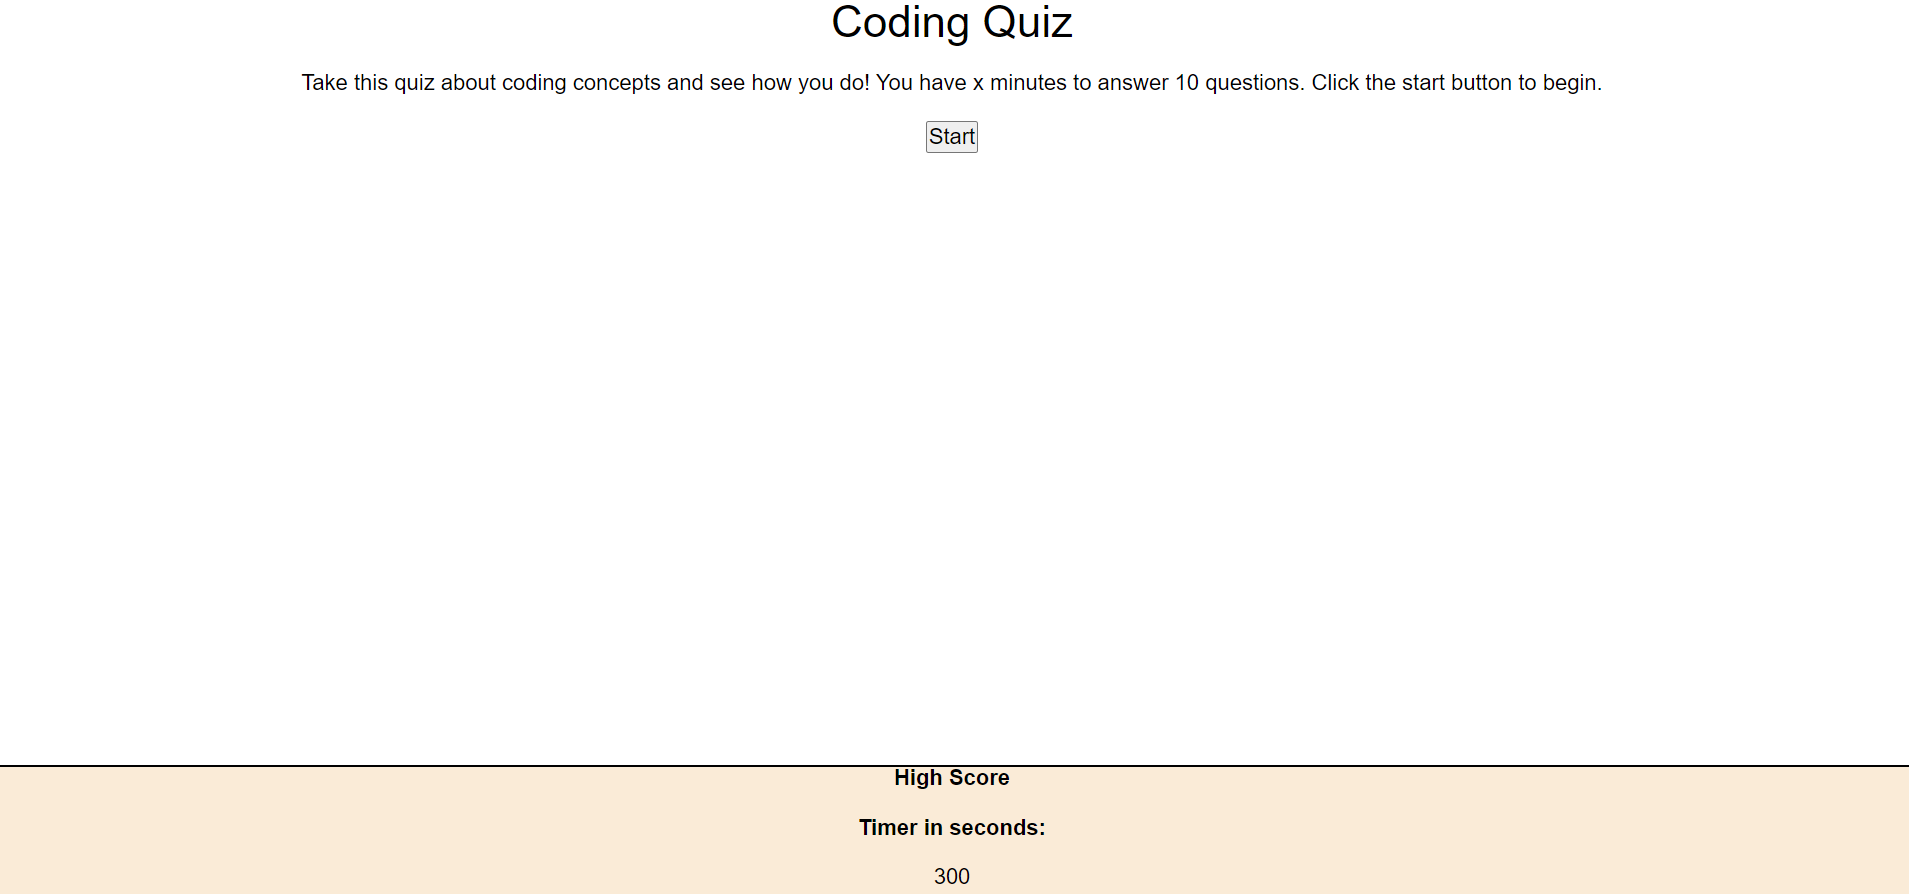 Coding Quiz
Take this quiz about coding concepts and see how you do! You have x minutes to answer 10 questions. Click the start button to begin.
Start
High Score
Timer in seconds:
300